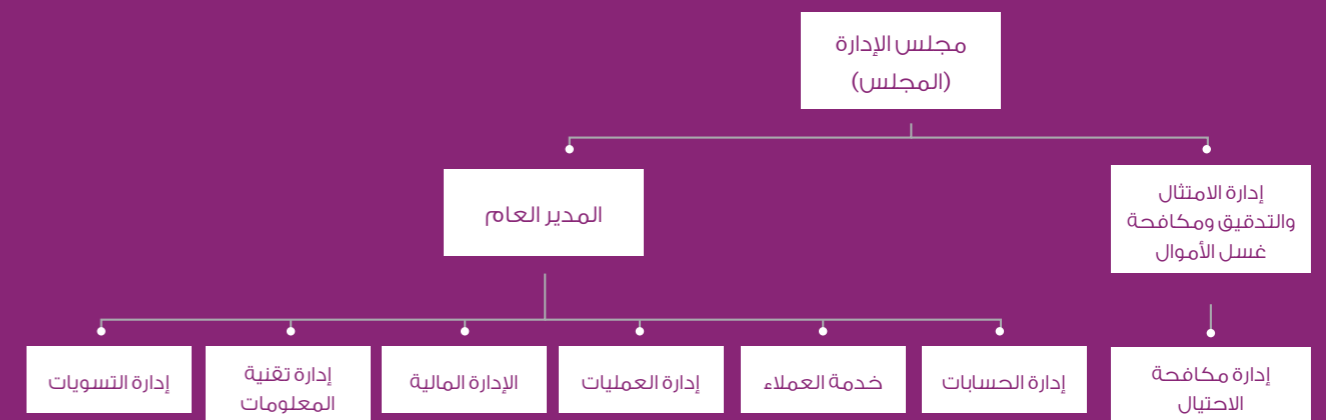 مجلس الإدارة
(المجلس)
إدارة الامتثال
والتدقيق ومكافحة
غسل الأموال
المدير العام
إدارة مكافحة
الاحتيال
إدارة الحسابات
خدمة العملاء
إدارة العمليات
الإدارة المالية
إدارة تقنية
المعلومات
إدارة التسويات